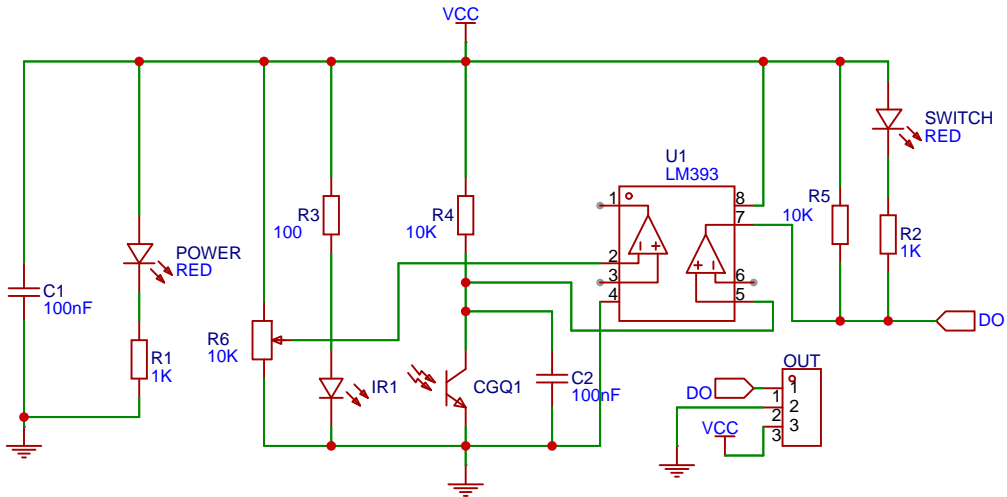 VCC
SWITCH
RED
U1
LM393
1
8
R3
100
R4
10K
R5
10K
7
R2
1K
POWER
RED
2
6
3
C1
100nF
4
5
DO
R6
10K
R1
1K
OUT
IR1
CGQ1
C2
100nF
DO
1
1
2
VCC
2
3
3